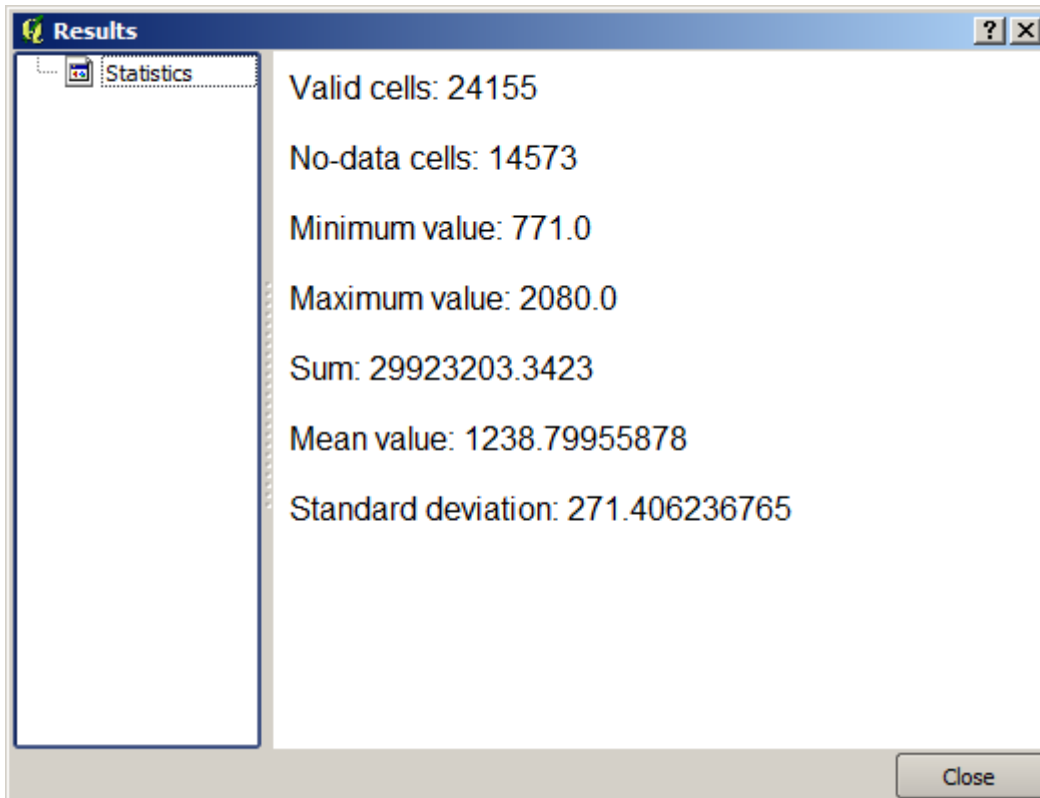 Results
Statistics
Valid cells: 24155
No-data cells: 14573
Minimum value: 771.0
Maximum value: 2080.0
Sum: 29923203.3423
Mean value: 1238.79955878
Standard deviation: 271.406236765
Close